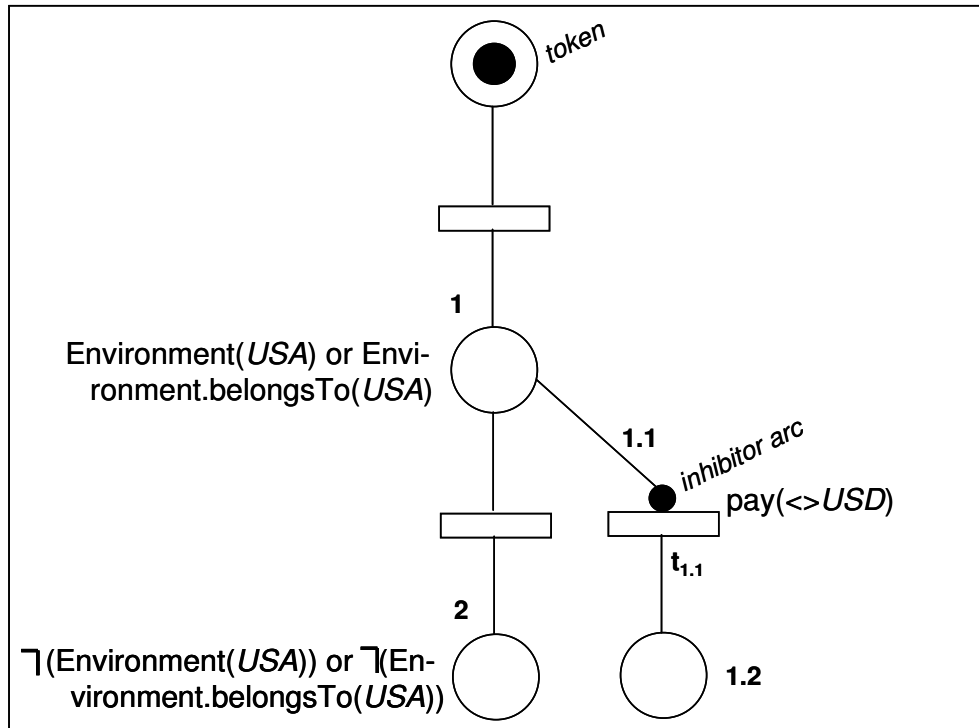 token
1
Environment(USA) or Envi-
ronment.belongsTo(USA)
1.1
inhibitor arc
pay(<>USD)
t1.1
2
ㄱ(Environment(USA)) or ㄱ(En-
vironment.belongsTo(USA))
1.2